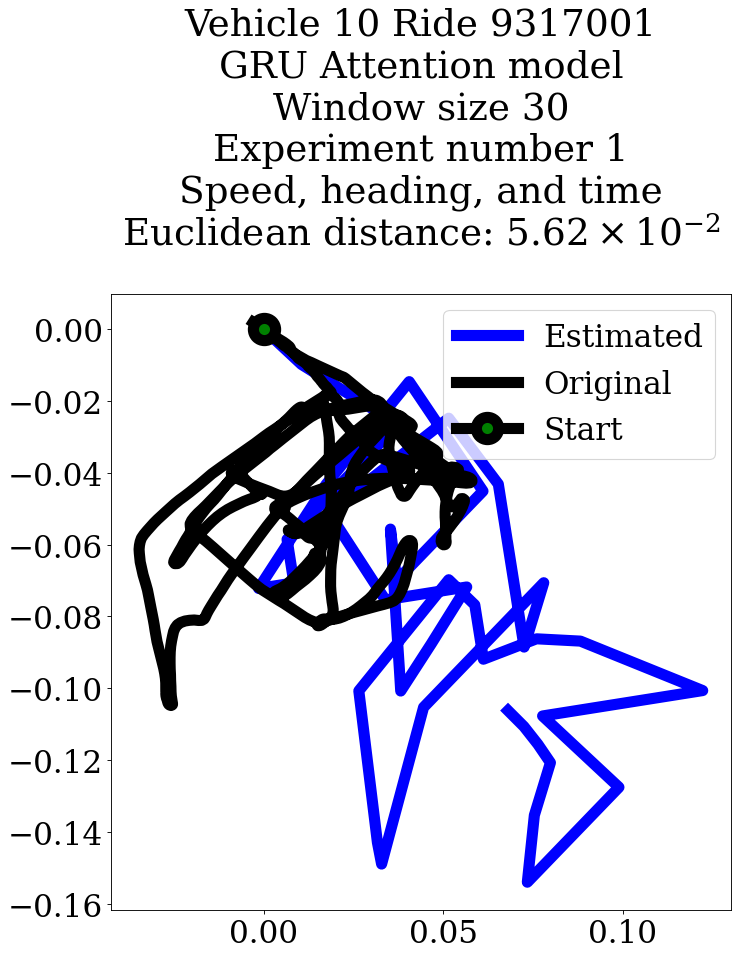 Vehicle 10 Ride 9317001
GRU Attention model
Window size 30
Experiment number 1
Speed, heading, and time
Euclidean distance: 5.62 × 10⁻²
Estimated
Original
Start
0.00
−0.02
−0.04
−0.06
−0.08
−0.10
−0.12
−0.14
−0.16
0.00 0.05 0.10